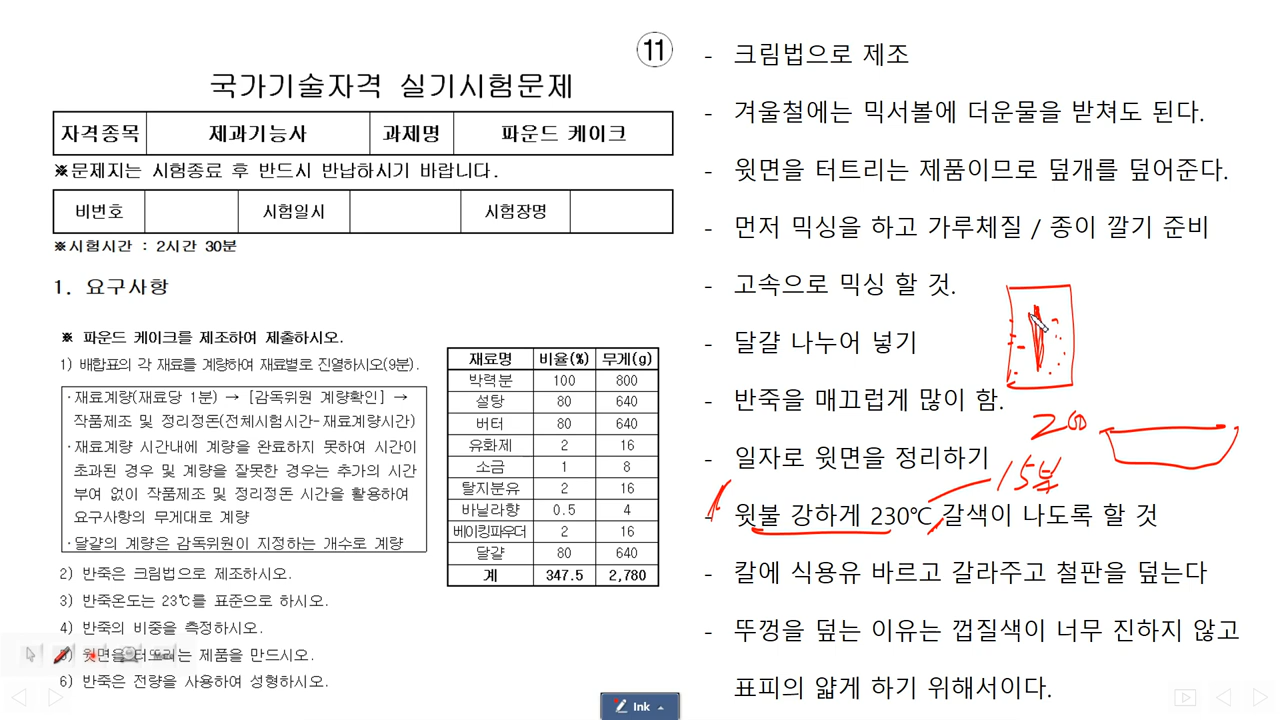 11
국가기술자격 실기시험문제
자격종목 제과기능사 과제명 파운드 케이크
※문제지는 시험종료 후 반드시 반납하시기 바랍니다.
비번호 시험일시 시험장명
※시험시간 : 2시간 30분
1. 요구사항
※ 파운드 케이크를 제조하여 제출하시오.
1) 배합표의 각 재료를 계량하여 재료별로 진열하시오(9분).
·재료계량(재료당 1분) → [감독위원 계량확인] →
작품제조 및 정리정돈(전체시험시간-재료계량시간)
·재료계량 시간내에 계량을 완료하지 못하여 시간이
초과된 경우 및 계량을 잘못한 경우는 추가의 시간
부여 없이 작품제조 및 정리정돈 시간을 활용하여
요구사항의 무게대로 계량
·달걀의 계량은 감독위원이 지정하는 개수로 계량
2) 반죽은 크림법으로 제조하시오.
3) 반죽온도는 23℃를 표준으로 하시오.
4) 반죽의 비중을 측정하시오.
윗면을 터트리는 제품을 만드시오.
6) 반죽은 전량을 사용하여 성형하시오.
재료명 비율(%) 무게(g)
박력분 100 800
설탕 80 640
버터 80 640
유화제 2 16
소금 1 8
탈지분유 2 16
바닐라향 0.5 4
베이킹파우더 2 16
달걀 80 640
계 347.5 2,780
- 크림법으로 제조
- 겨울철에는 믹서볼에 더운물을 받쳐도 된다.
- 윗면을 터트리는 제품이므로 덮개를 덮어준다.
- 먼저 믹싱을 하고 가루체질 / 종이 깔기 준비
- 고속으로 믹싱 할 것.
- 달걀 나누어 넣기
- 반죽을 매끄럽게 많이 함.
200
- 일자로 윗면을 정리하기
15분
- 윗불 강하게 230℃ 갈색이 나도록 할 것
- 칼에 식용유 바르고 갈라주고 철판을 덮는다
- 뚜껑을 덮는 이유는 껍질색이 너무 진하지 않고
표피의 얇게 하기 위해서이다.
Ink